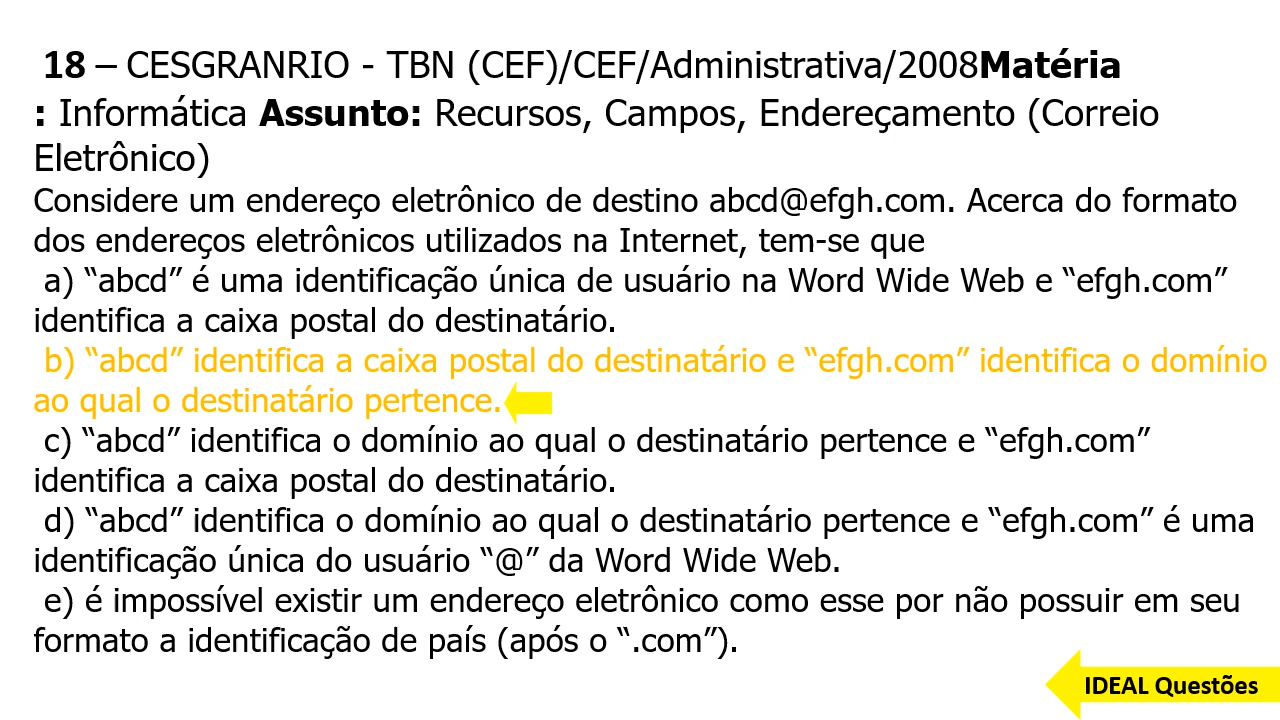 18 – CESGRANRIO - TBN (CEF)/CEF/Administrativa/2008Matéria
: Informática Assunto: Recursos, Campos, Endereçamento (Correio
Eletrônico)
Considere um endereço eletrônico de destino abcd@efgh.com. Acerca do formato
dos endereços eletrônicos utilizados na Internet, tem-se que
a) “abcd” é uma identificação única de usuário na Word Wide Web e “efgh.com”
identifica a caixa postal do destinatário.
b) “abcd” identifica a caixa postal do destinatário e “efgh.com” identifica o domínio
ao qual o destinatário pertence.
c) “abcd” identifica o domínio ao qual o destinatário pertence e “efgh.com”
identifica a caixa postal do destinatário.
d) “abcd” identifica o domínio ao qual o destinatário pertence e “efgh.com” é uma
identificação única do usuário “@” da Word Wide Web.
e) é impossível existir um endereço eletrônico como esse por não possuir em seu
formato a identificação de país (após o “.com”).
IDEAL Questões